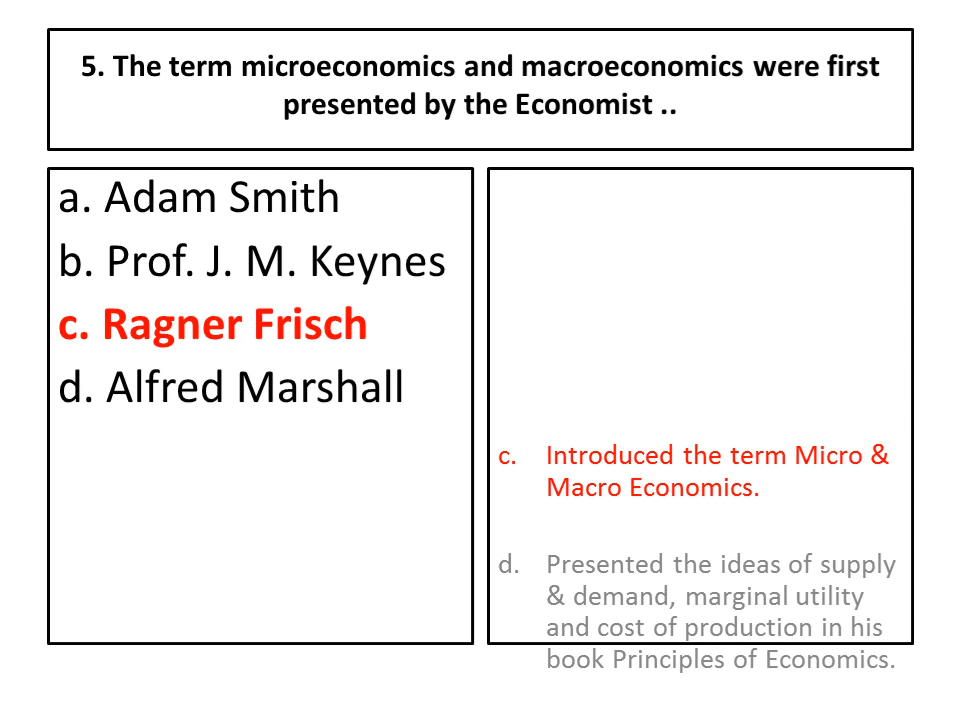 5. The term microeconomics and macroeconomics were first
presented by the Economist ..
a. Adam Smith
b. Prof. J. M. Keynes
c. Ragner Frisch
d. Alfred Marshall
c. Introduced the term Micro &
Macro Economics.
d. Presented the ideas of supply
& demand, marginal utility
and cost of production in his
book Principles of Economics.